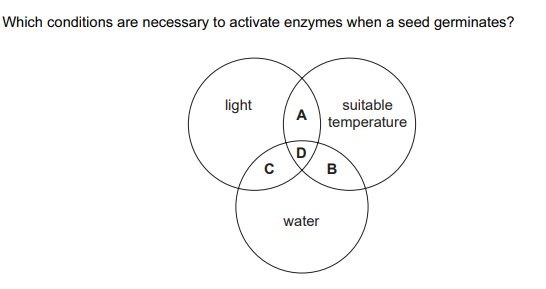 Which conditions are necessary to activate enzymes when a seed germinates?
light
suitable
temperature
A
D
C
B
water